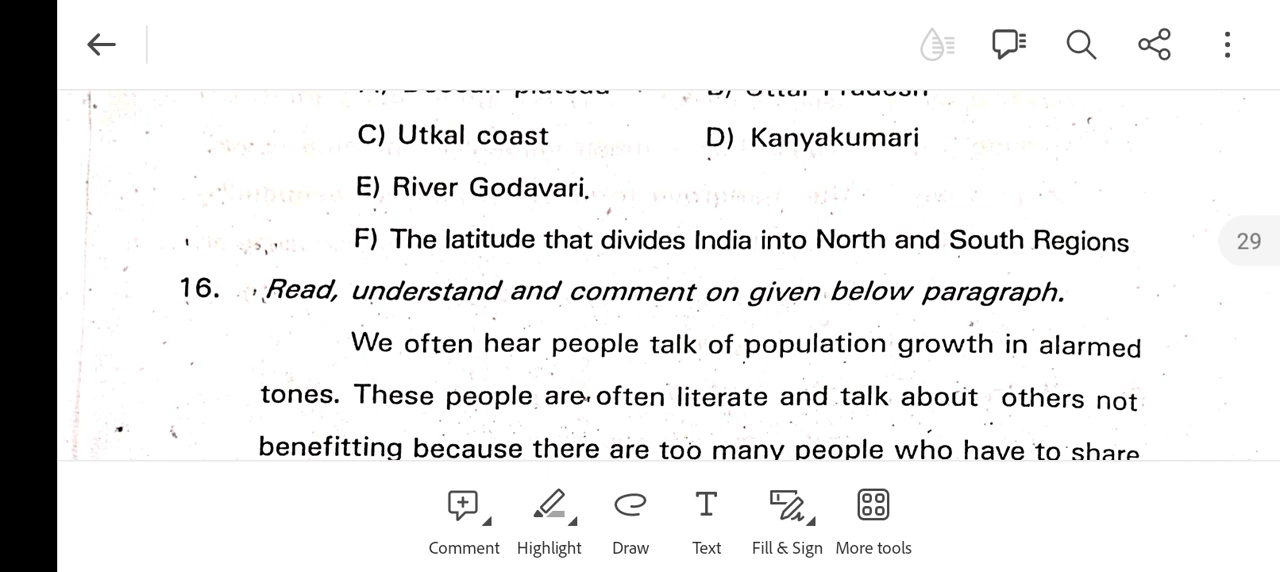 C) Utkal coast D) Kanyakumari
E) River Godavari.
F) The latitude that divides India into North and South Regions
29
16. Read, understand and comment on given below paragraph.
We often hear people talk of population growth in alarmed
tones. These people are often literate and talk about others not
benefitting because there are too many people who have to share
Comment Highlight Draw Text Fill & Sign More tools